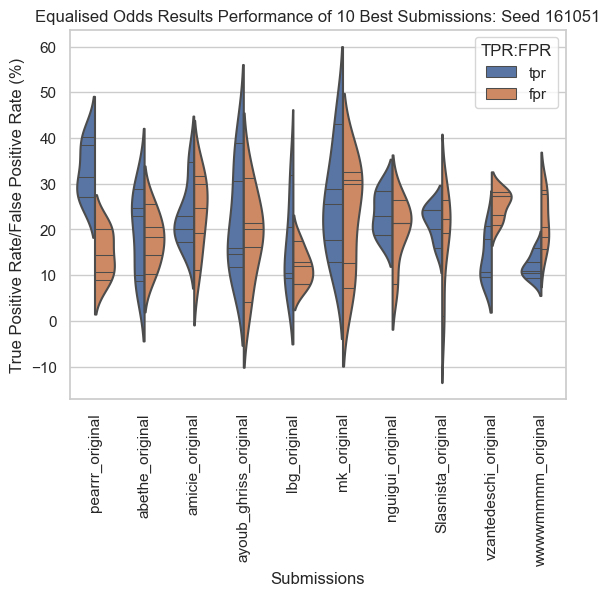 Equalised Odds Results Performance of 10 Best Submissions: Seed 161051
True Positive Rate/False Positive Rate (%)
60
50
40
30
20
10
0
−10
TPR:FPR
tpr
fpr
pearrr_original
abethe_original
amicie_original
ayoub_ghriss_original
lbg_original
mk_original
nguigui_original
Slasnista_original
vzantedeschi_original
wwwwmmmm_original
Submissions